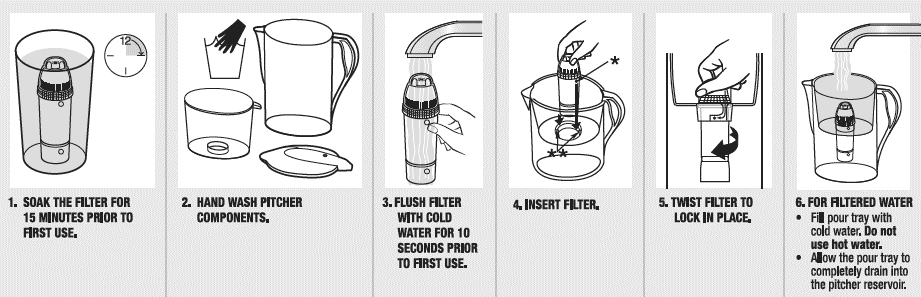 12
*
* *
1. SOAK THE FILTER FOR
15 MINUTES PRIOR TO
FIRST USE.
2. HAND WASH PITCHER
COMPONENTS.
3. FLUSH FILTER
WITH COLD
WATER FOR 10
SECONDS PRIOR
TO FIRST USE.
4. INSERT FILTER.
5. TWIST FILTER TO
LOCK IN PLACE.
6. FOR FILTERED WATER
• Fill pour tray with
cold water. Do not
use hot water.
• Allow the pour tray to
completely drain into
the pitcher reservoir.